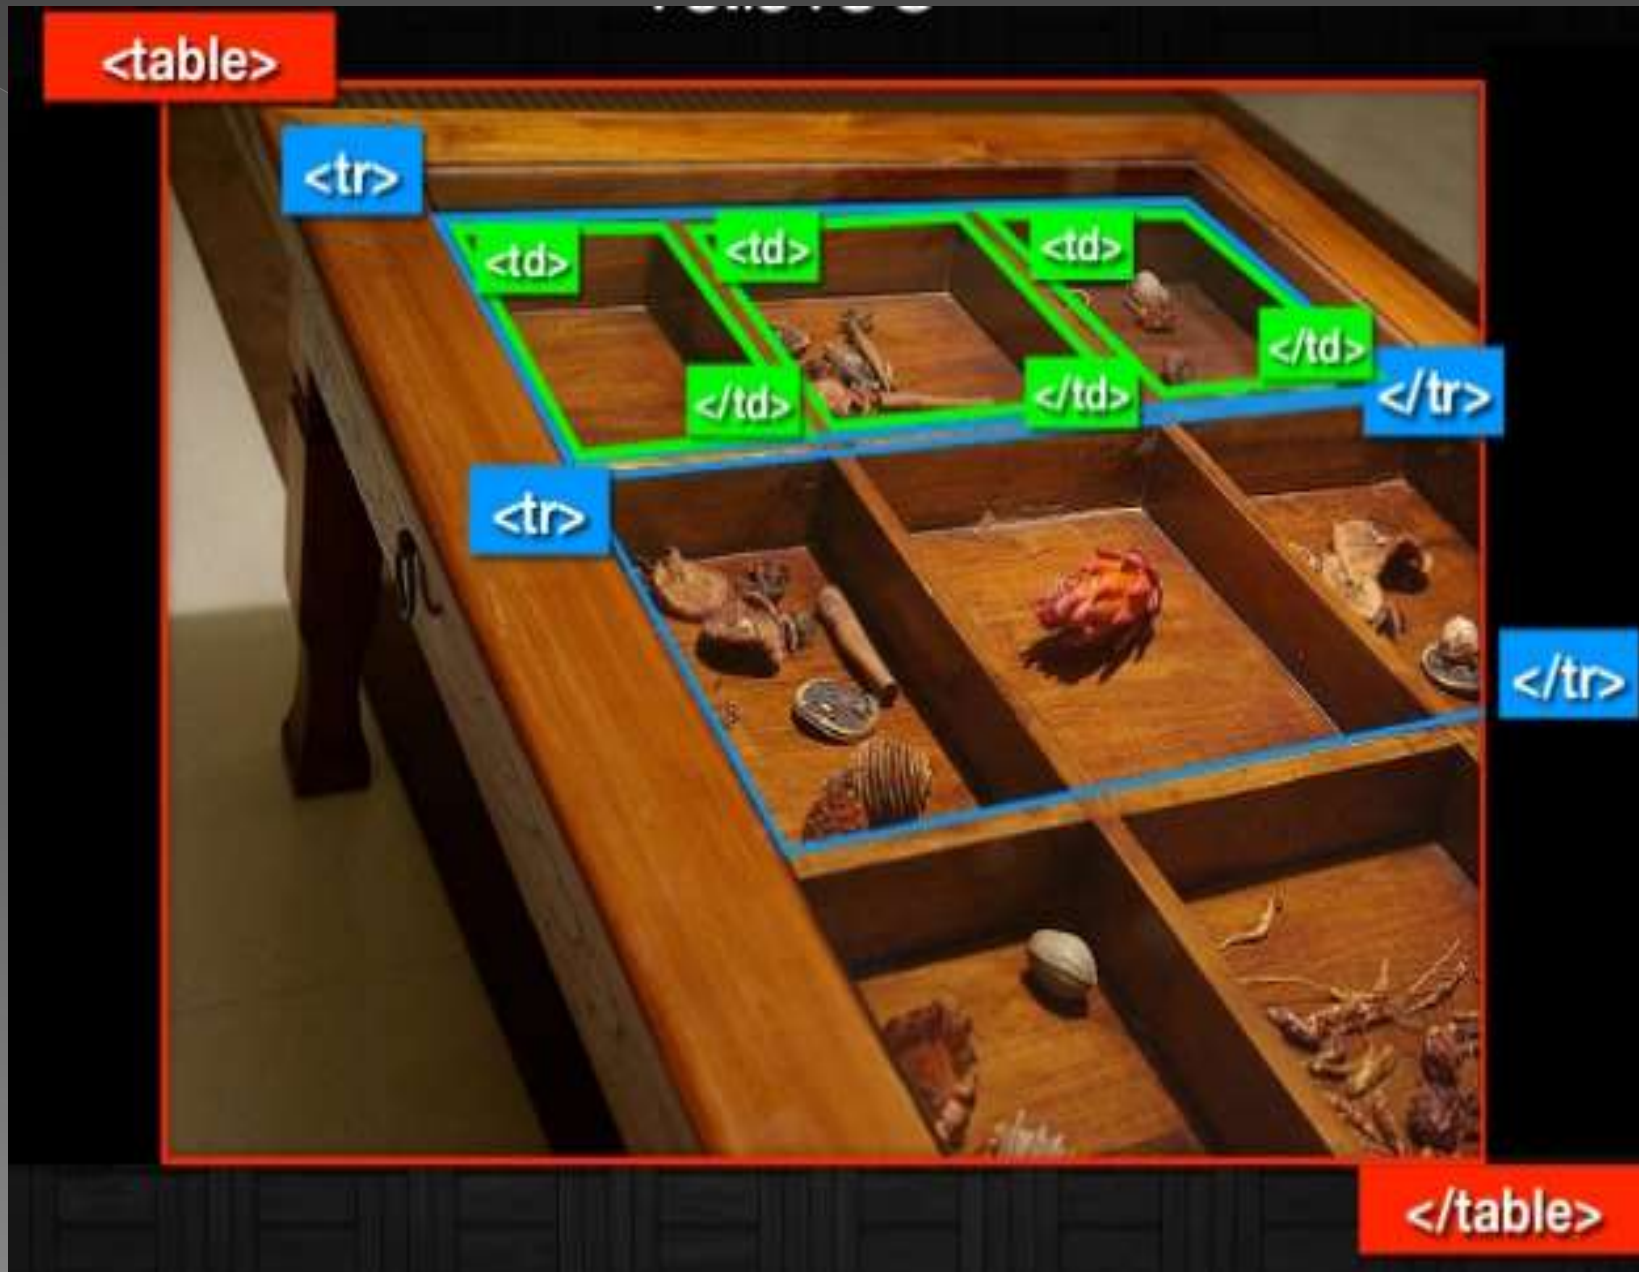 <table>
<tr>
<td> <td> <td>
</td> </td> </td>
</tr>
<tr>
</tr>
</table>